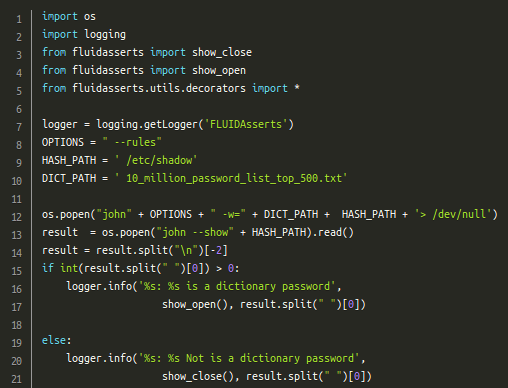 1 import os
2 import logging
3 from fluidasserts import show_close
4 from fluidasserts import show_open
5 from fluidasserts.utils.decorators import *
6
7 logger = logging.getLogger('FLUIDAsserts')
8 OPTIONS = " --rules"
9 HASH_PATH = ' /etc/shadow'
10 DICT_PATH = ' 10_million_password_list_top_500.txt'
11
12 os.popen("john" + OPTIONS + " -w=" + DICT_PATH +  HASH_PATH + '> /dev/null')
13 result  = os.popen("john --show" + HASH_PATH).read()
14 result = result.split("\n")[-2]
15 if int(result.split(" ")[0]) > 0:
16     logger.info('%s: %s is a dictionary password',
17                    show_open(), result.split(" ")[0])
18
19 else:
20     logger.info('%s: %s Not is a dictionary password',
21                    show_close(), result.split(" ")[0])